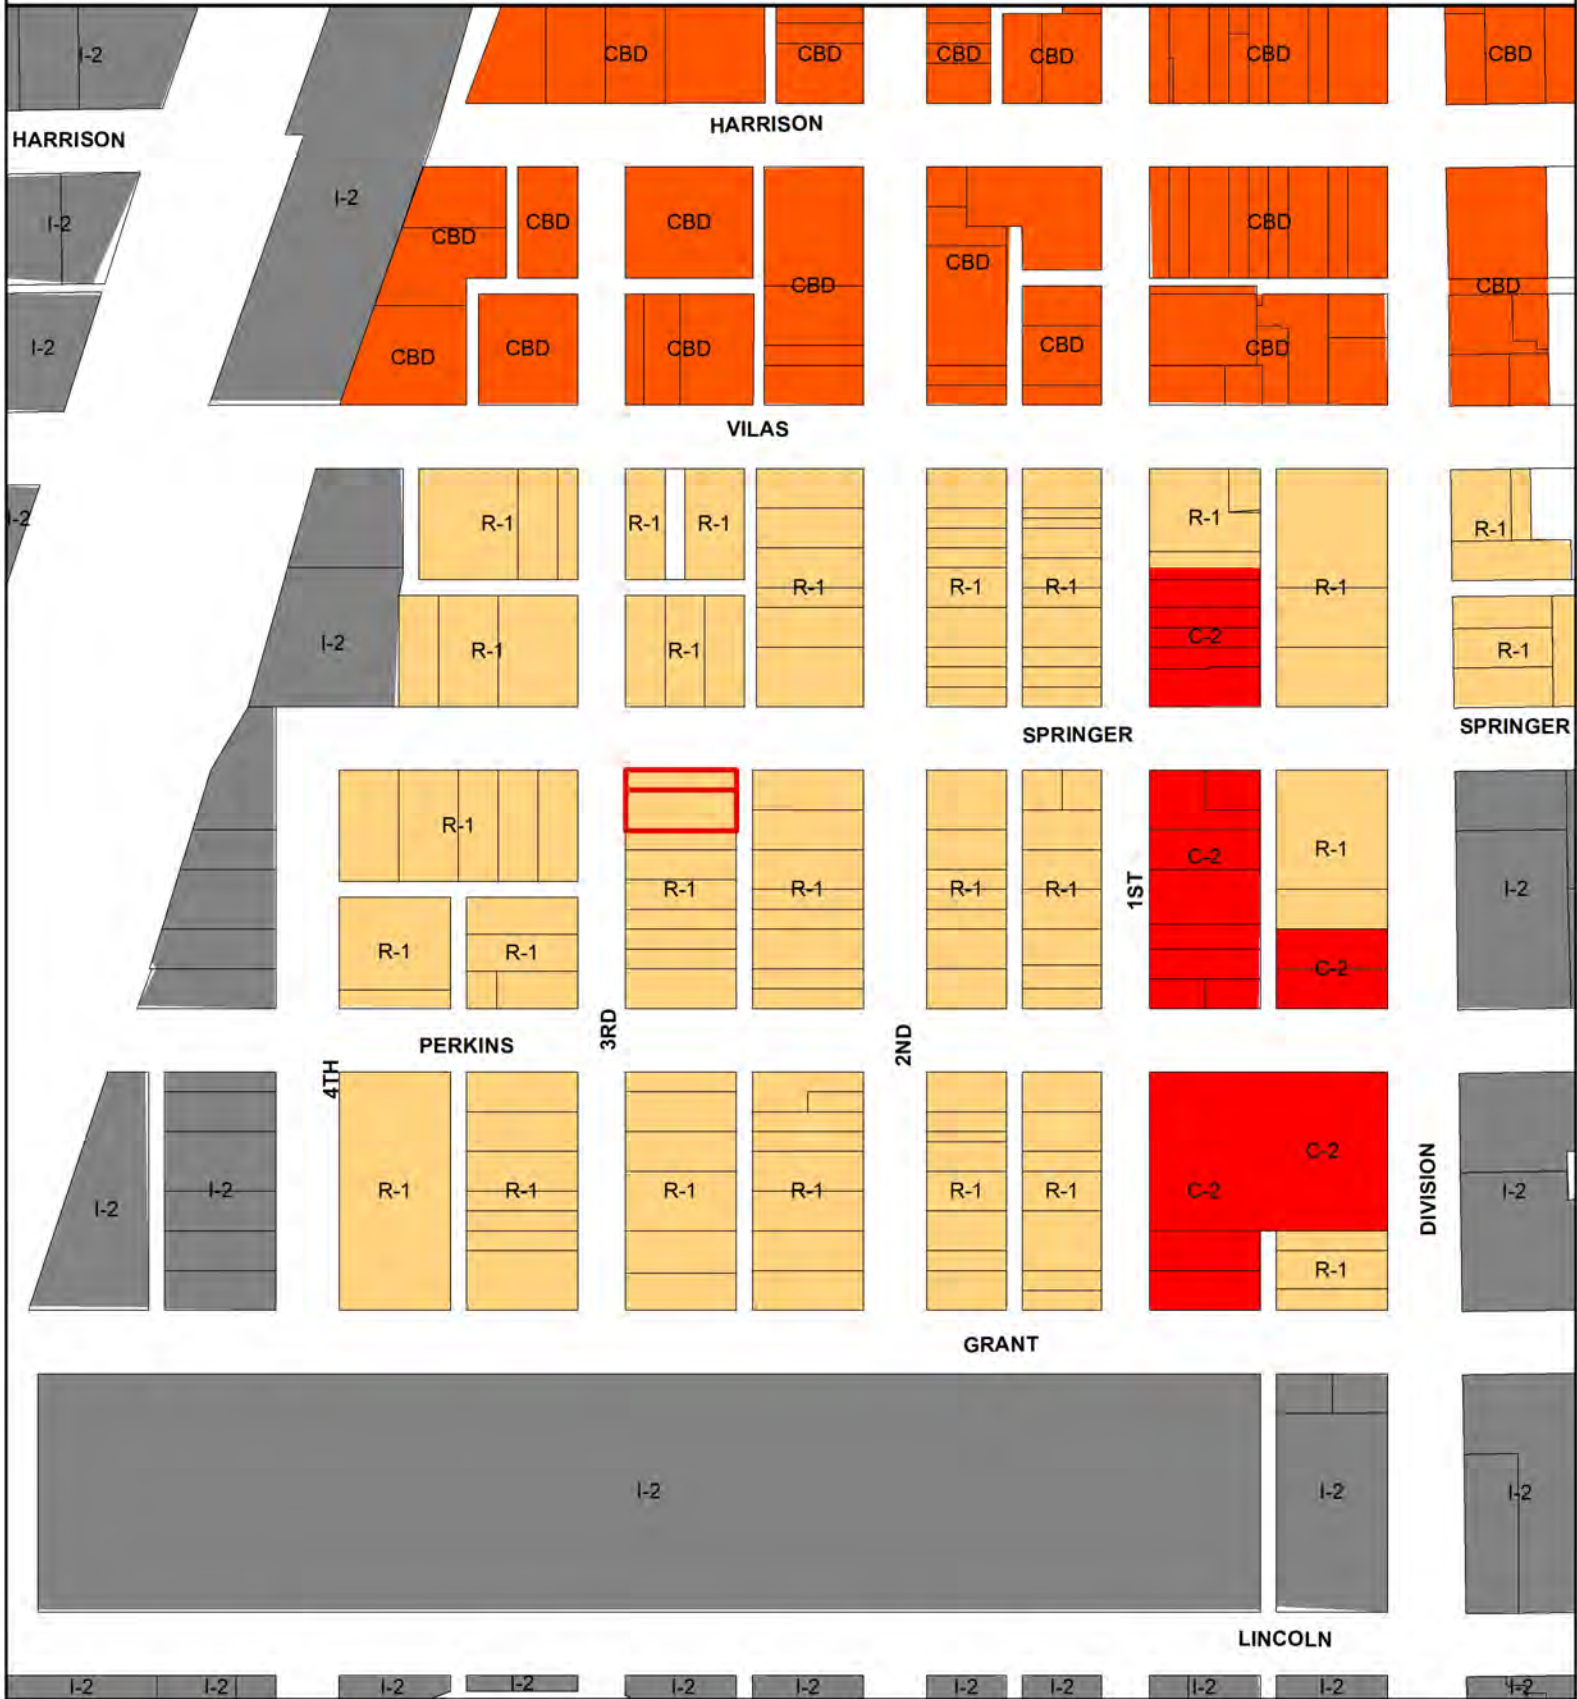 I-2
CBD
CBD
CBD
CBD
CBD
CBD
HARRISON
HARRISON
I-2
I-2
CBD
CBD
CBD
CBD
CBD
CBD
CBD
CBD
I-2
CBD
CBD
CBD
CBD
CBD
VILAS
I-2
R-1
R-1
R-1
R-1
R-1
R-1
R-1
R-1
R-1
I-2
R-1
R-1
C-2
R-1
SPRINGER
SPRINGER
R-1
R-1
R-1
R-1
R-1
C-2
R-1
1ST
I-2
R-1
R-1
C-2
PERKINS
3RD
2ND
4TH
I-2
I-2
R-1
R-1
R-1
R-1
R-1
R-1
C-2
C-2
R-1
DIVISION
I-2
GRANT
I-2
I-2
I-2
LINCOLN
I-2
I-2
I-2
I-2
I-2
I-2
I-2
I-2
I-2
I-2
I-2